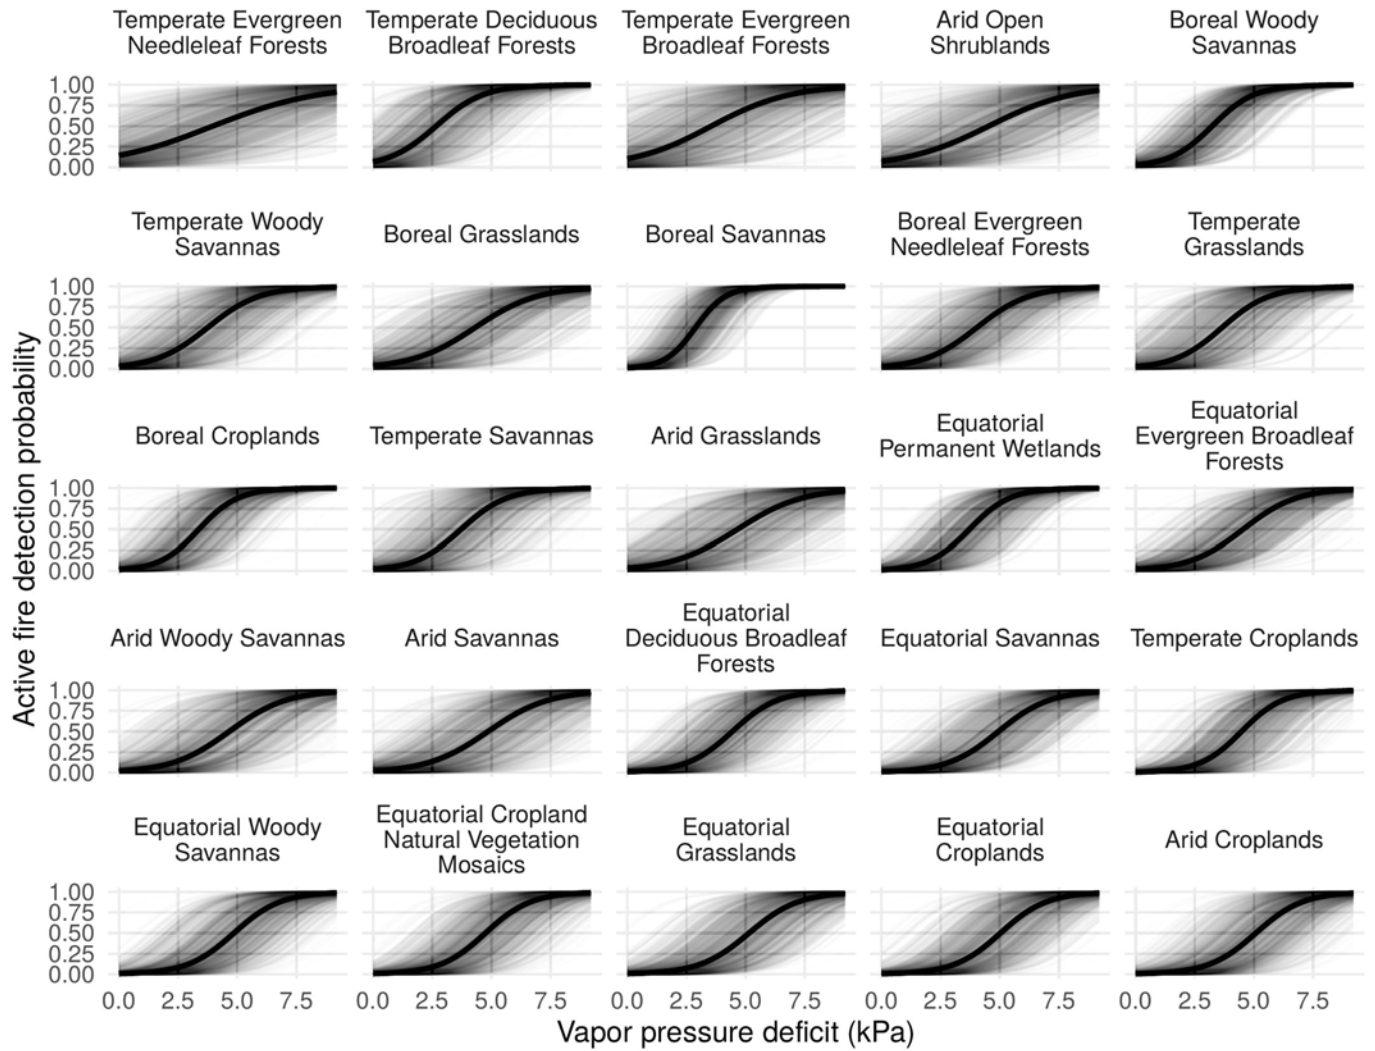 Temperate Evergreen
Needleleaf Forests
Temperate Deciduous
Broadleaf Forests
Temperate Evergreen
Broadleaf Forests
Arid Open
Shrublands
Boreal Woody
Savannas
1.00
0.75
0.50
0.25
0.00
Temperate Woody
Savannas
Boreal Grasslands
Boreal Savannas
Boreal Evergreen
Needleleaf Forests
Temperate
Grasslands
1.00
0.75
0.50
0.25
0.00
Boreal Croplands
Temperate Savannas
Arid Grasslands
Equatorial
Permanent Wetlands
Equatorial
Evergreen Broadleaf
Forests
1.00
0.75
0.50
0.25
0.00
Arid Woody Savannas
Arid Savannas
Equatorial
Deciduous Broadleaf
Forests
Equatorial Savannas
Temperate Croplands
1.00
0.75
0.50
0.25
0.00
Equatorial Woody
Savannas
Equatorial Cropland
Natural Vegetation
Mosaics
Equatorial
Grasslands
Equatorial
Croplands
Arid Croplands
1.00
0.75
0.50
0.25
0.00
0.0 2.5 5.0 7.5 0.0 2.5 5.0 7.5 0.0 2.5 5.0 7.5 0.0 2.5 5.0 7.5 0.0 2.5 5.0 7.5
Vapor pressure deficit (kPa)
Active fire detection probability